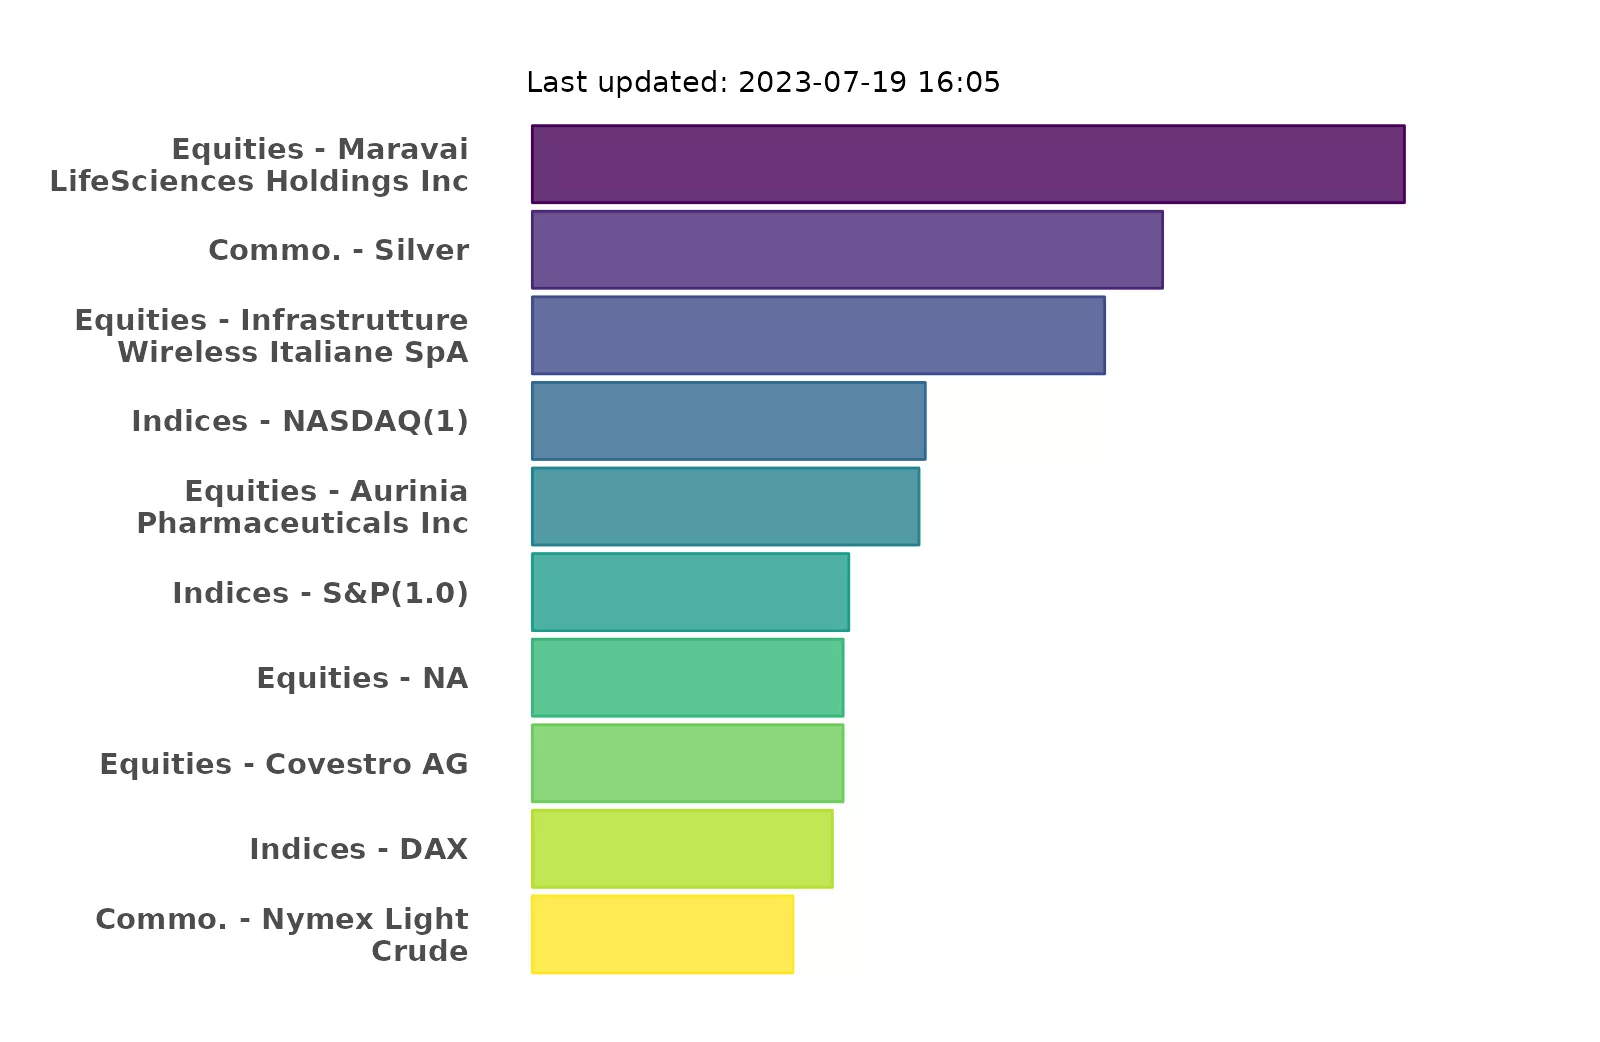 Last updated: 2023-07-19 16:05
Equities - Maravai
LifeSciences Holdings Inc
Commo. - Silver
Equities - Infrastrutture
Wireless Italiane SpA
Indices - NASDAQ(1)
Equities - Aurinia
Pharmaceuticals Inc
Indices - S&P(1.0)
Equities - NA
Equities - Covestro AG
Indices - DAX
Commo. - Nymex Light
Crude